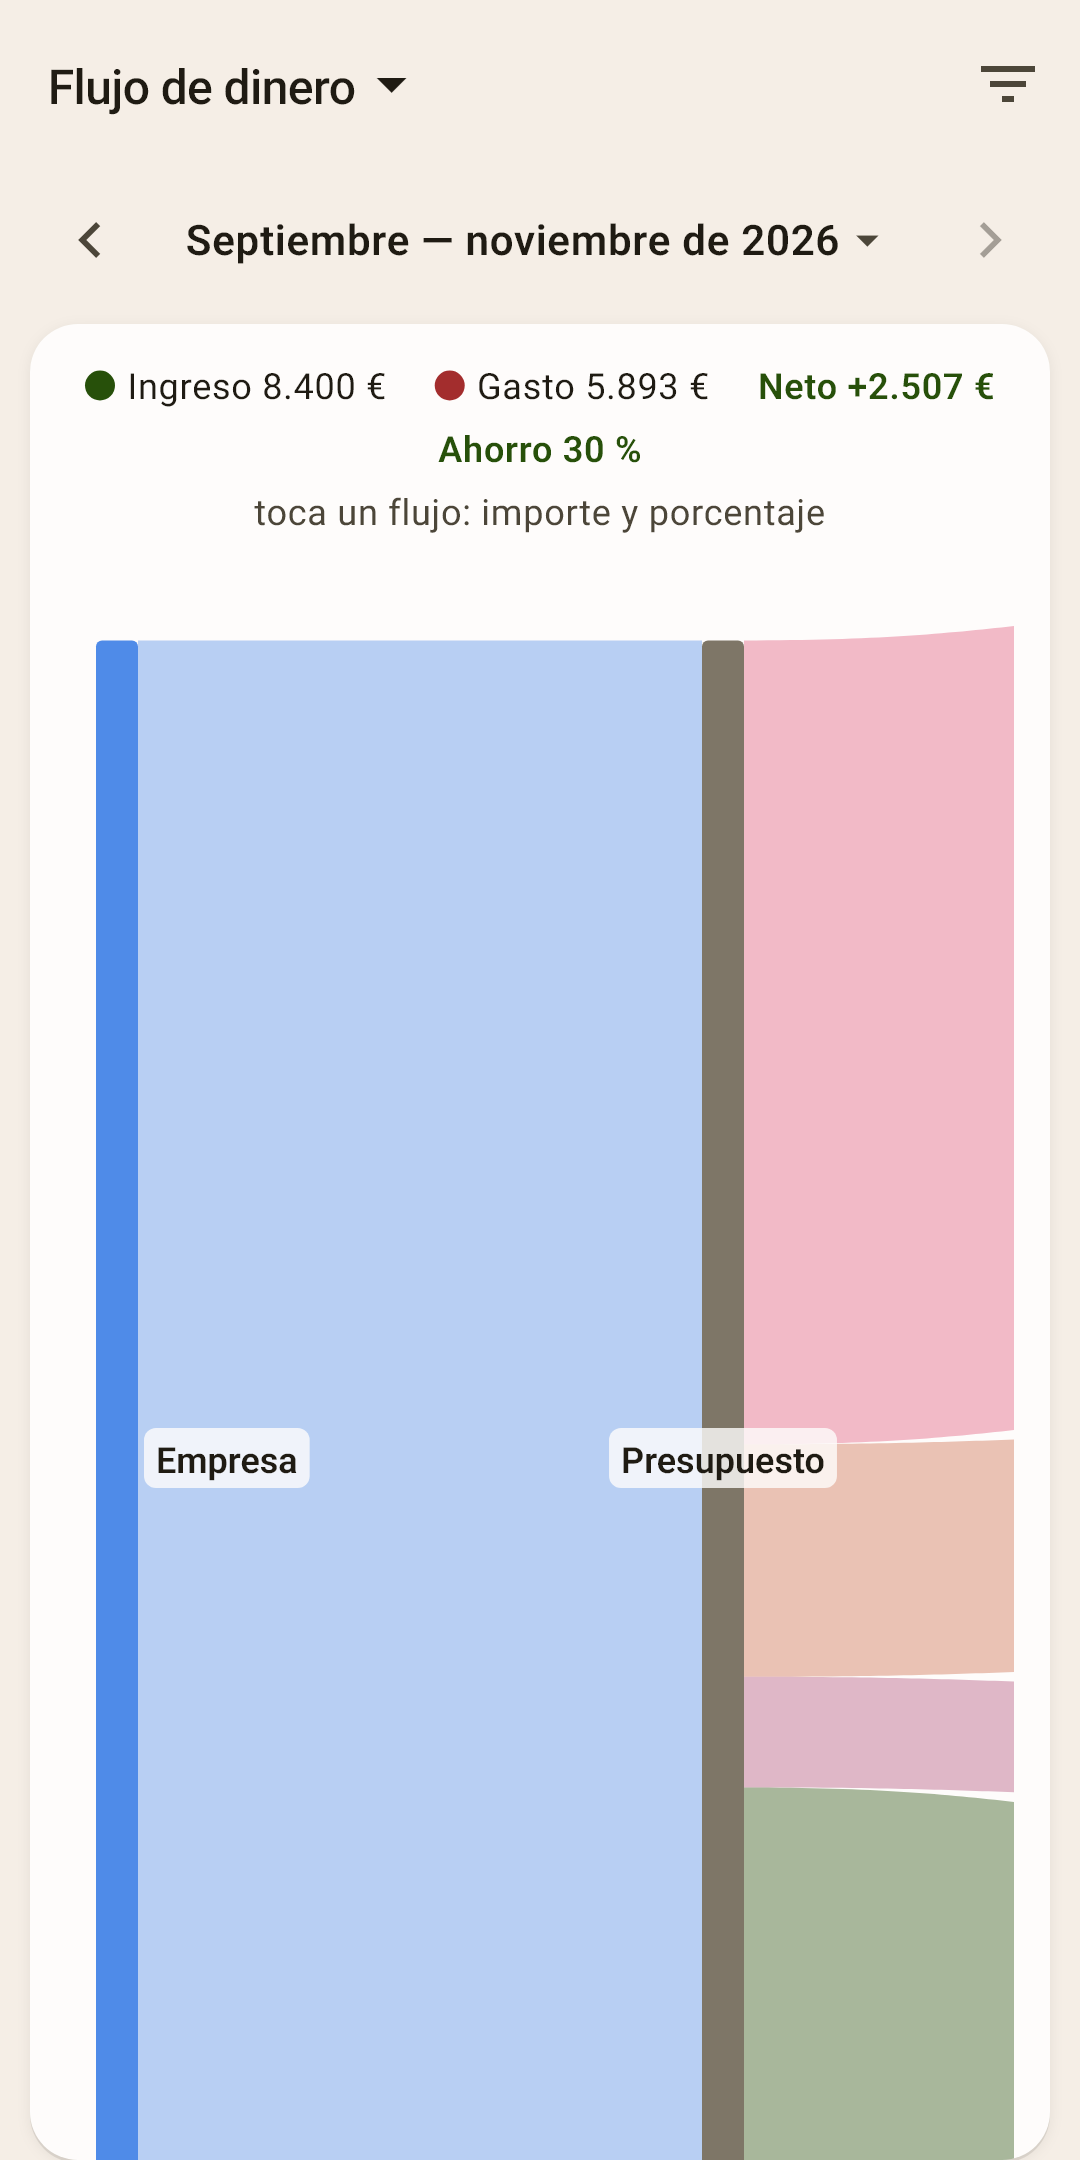 Flujo de dinero
Septiembre – noviembre de 2026
Ingreso 8.400 € Gasto 5.893 € Neto +2.507 €
Ahorro 30 %
toca un flujo: importe y porcentaje
Empresa Presupuesto